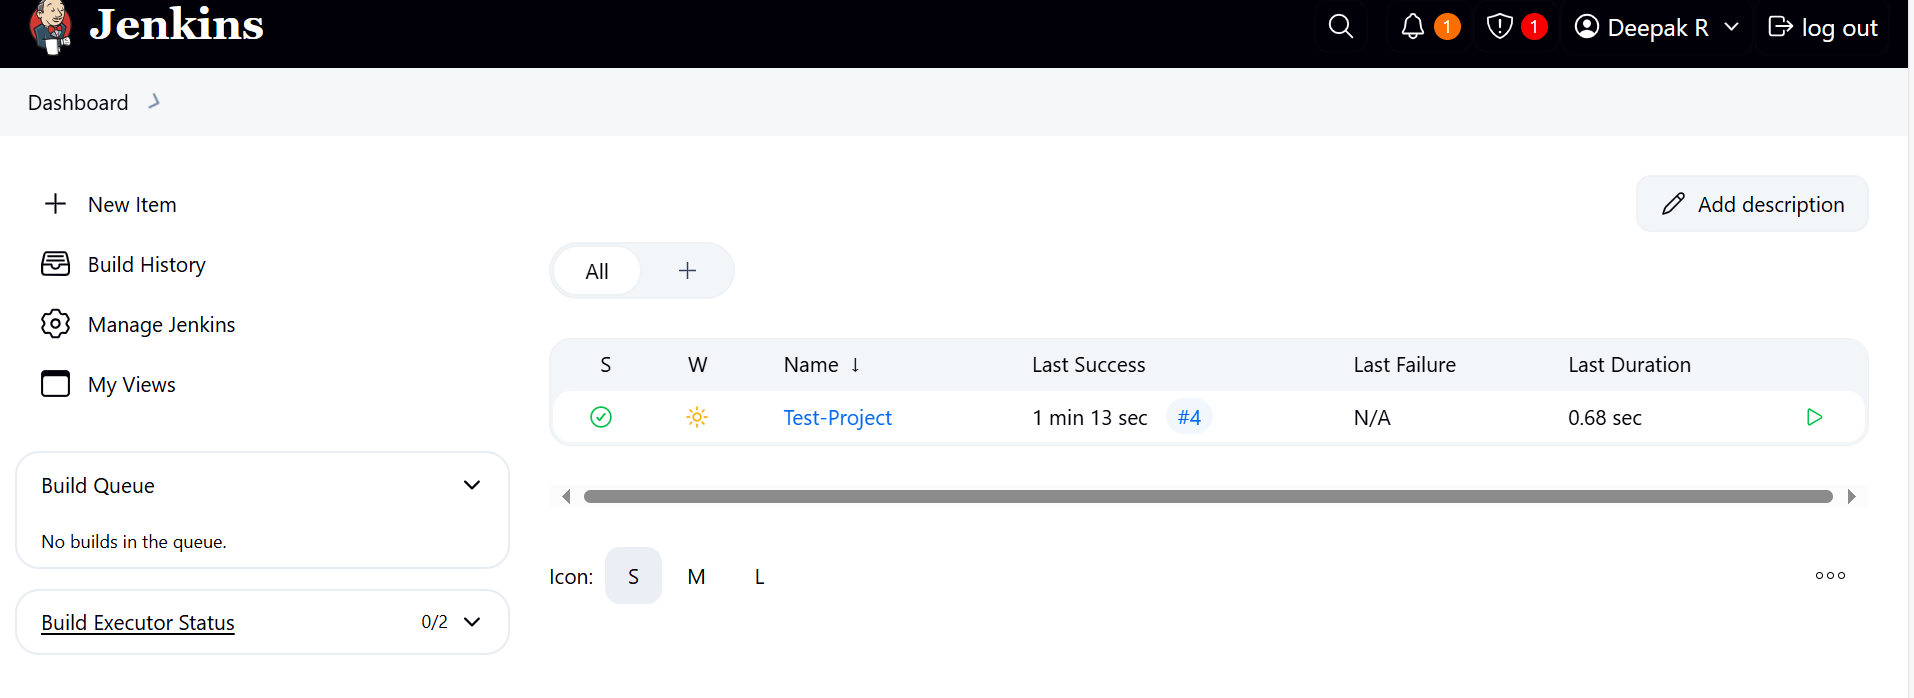 Jenkins
1
1
Deepak R
log out
Dashboard
New Item
Build History
Manage Jenkins
My Views
Add description
All
S W Name ↓ Last Success Last Failure Last Duration
Test-Project 1 min 13 sec #4 N/A 0.68 sec
Build Queue
No builds in the queue.
Build Executor Status 0/2
Icon: S M L